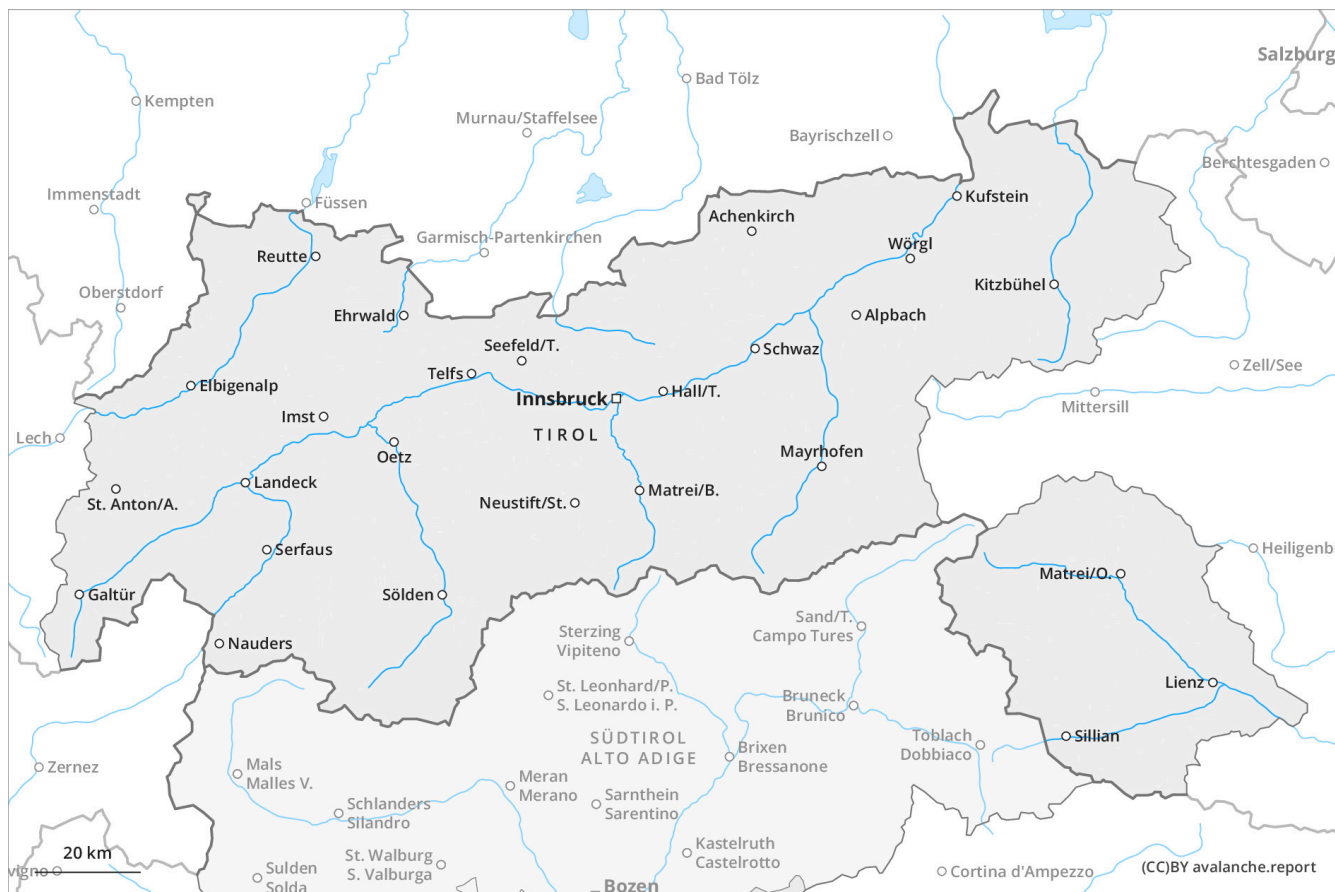 Salzburg
Bad Tölz
Kempten
Murnau/Staffelsee
Bayrischzell
Berchtesgaden
Immenstadt
Füssen
Kufstein
Achenkirch
Garmisch-Partenkirchen
Wörgl
Reutte
Kitzbühel
Oberstdorf
Ehrwald
Alpbach
Seefeld/T.
Schwaz
Zell/See
Telfs
Elbigenalp
Innsbruck
Hall/T.
Mittersill
Imst
Lech
TIROL
Oetz
Mayrhofen
Landeck
St. Anton/A.
Neustift/St.
Matrei/B.
Serfaus
Heiligenb
Matrei/O.
Galtür
Sölden
Sand/T.
Campo Tures
Sterzing
Vipiteno
Nauders
Lienz
St. Leonhard/P.
S. Leonardo i. P.
Bruneck
Brunico
SÜDTIROL
ALTO ADIGE
Sillian
Toblach
Dobbiaco
Brixen
Bressanone
Zernez
Mals
Malles V.
Meran
Merano
Schlanders
Silandro
Sarnthein
Sarentino
Kastelruth
Castelrotto
20 km
St. Walburg
S. Valburga
vigno
Sulden
Solda
Cortina d'Ampezzo
(CC)BY avalanche.report
Bozen